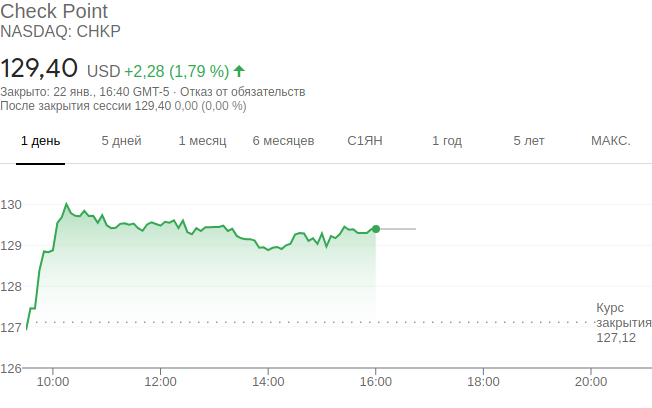 Check Point
NASDAQ: CHKP
129,40 USD +2,28 (1,79 %)
Закрыто: 22 янв., 16:40 GMT-5 · Отказ от обязательств
После закрытия сессии 129,40 0,00 (0,00 %)
1 день 5 дней 1 месяц 6 месяцев С1ЯН 1 год 5 лет МАКС.
130
129
128
Курс
закрытия
127
127,12
126
10:00 12:00 14:00 16:00 18:00 20:00